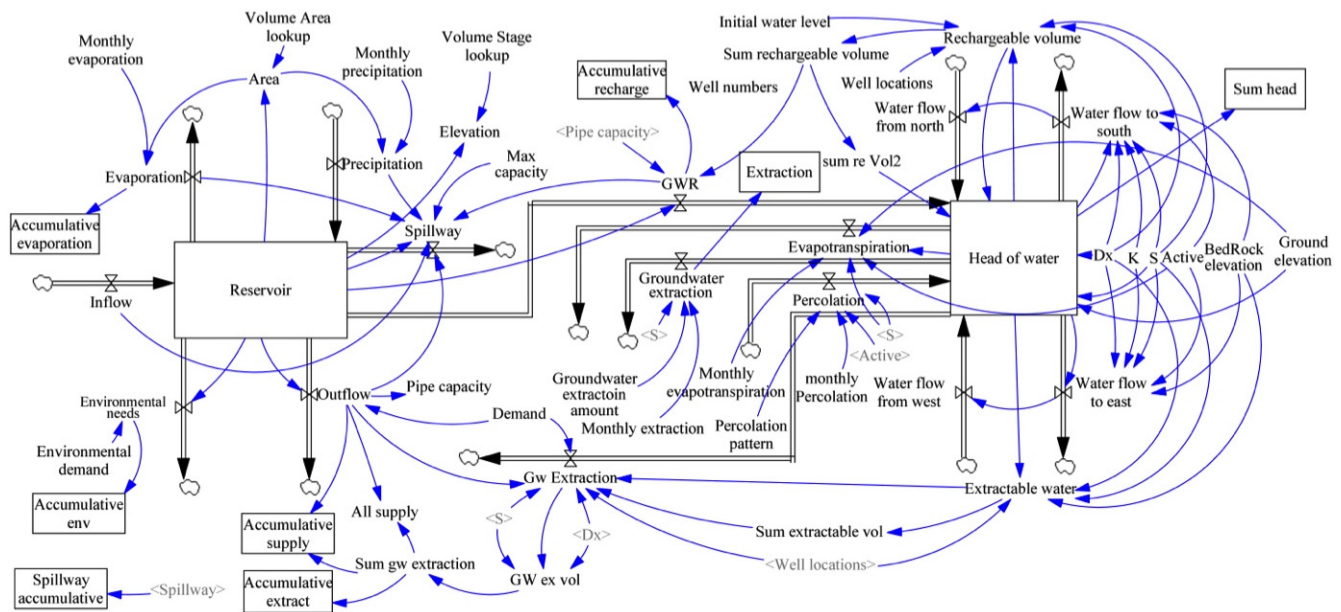 Volume Area
lookup
Monthly
evaporation
Volume Stage
lookup
Monthly
precipitation
Area
Initial water level
Rechargeable volume
Sum rechargeable volume
Accumulative
recharge
Well numbers
Well locations
Water flow
from north
Water flow to
south
Sum head
Elevation
<Pipe capacity>
Max
capacity
Precipitation
sum re Vol2
Evaporation
GWR
Extraction
Accumulative
evaporation
Spillway
Evapotranspiration
Head of water
Dx
K
S
Active
BedRock
elevation
Ground
elevation
Inflow
Reservoir
Groundwater
extraction
Percolation
<S>
<S>
<Active>
Environmental
needs
Outflow
Pipe capacity
Groundwater
extractoin
amount
Monthly
evapotranspiration
monthly
Percolation
Water flow
from west
Water flow
to east
Demand
Monthly extraction
Percolation
pattern
Environmental
demand
Accumulative
env
Gw Extraction
Extractable water
All supply
<S>
<Dx>
Sum extractable vol
Accumulative
supply
Sum gw extraction
<Well locations>
GW ex vol
Spillway
accumulative
<Spillway>
Accumulative
extract